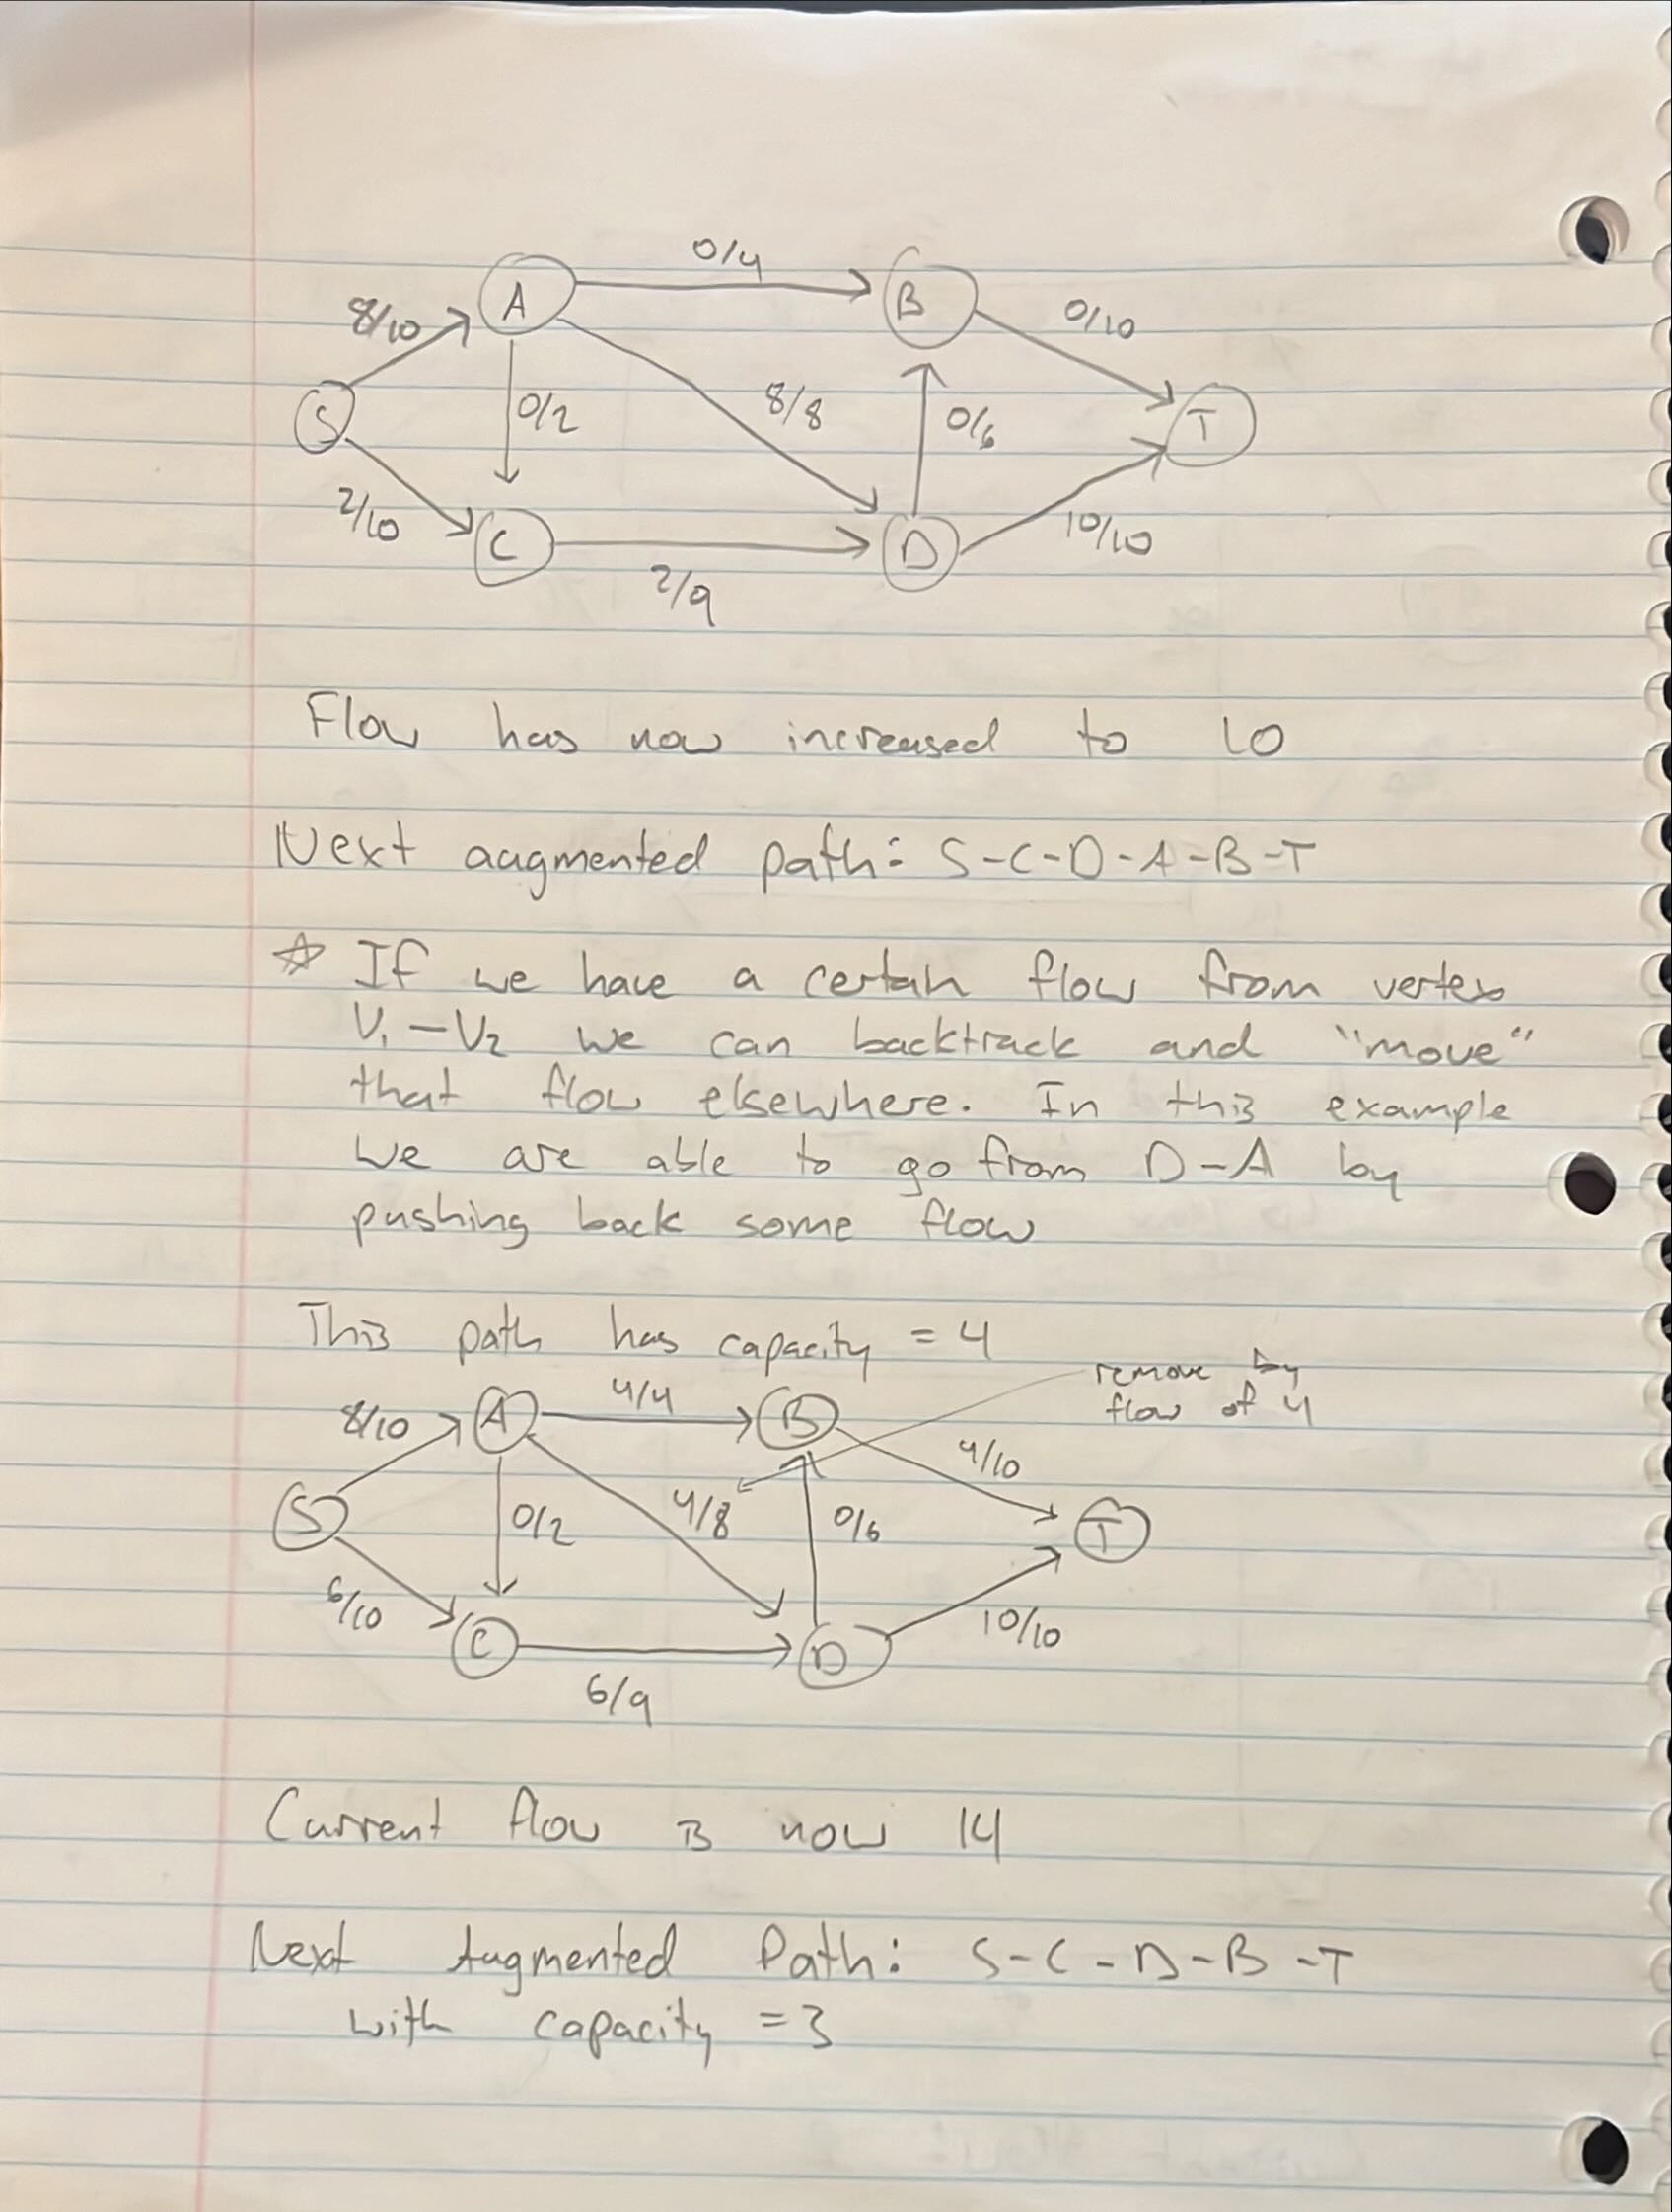 0/4
A
B
8/10
0/10
S
0/2
8/8
0/6
T
2/10
C
D
10/10
2/9
Flow has now increased to 10
Next augmented path: S-C-D-A-B-T
☆ If we have a certain flow from vertex
V₁ - V₂ we can backtrack and "move"
that flow elsewhere. In this example
we are able to go from D-A by
pushing back some flow
This path has capacity = 4
remove by
flow of 4
4/4
8/10
A
B
4/10
S
0/2
4/8
0/6
T
6/10
C
D
10/10
6/9
Current flow is now 14
Next Augmented Path: S-C-D-B-T
with capacity = 3